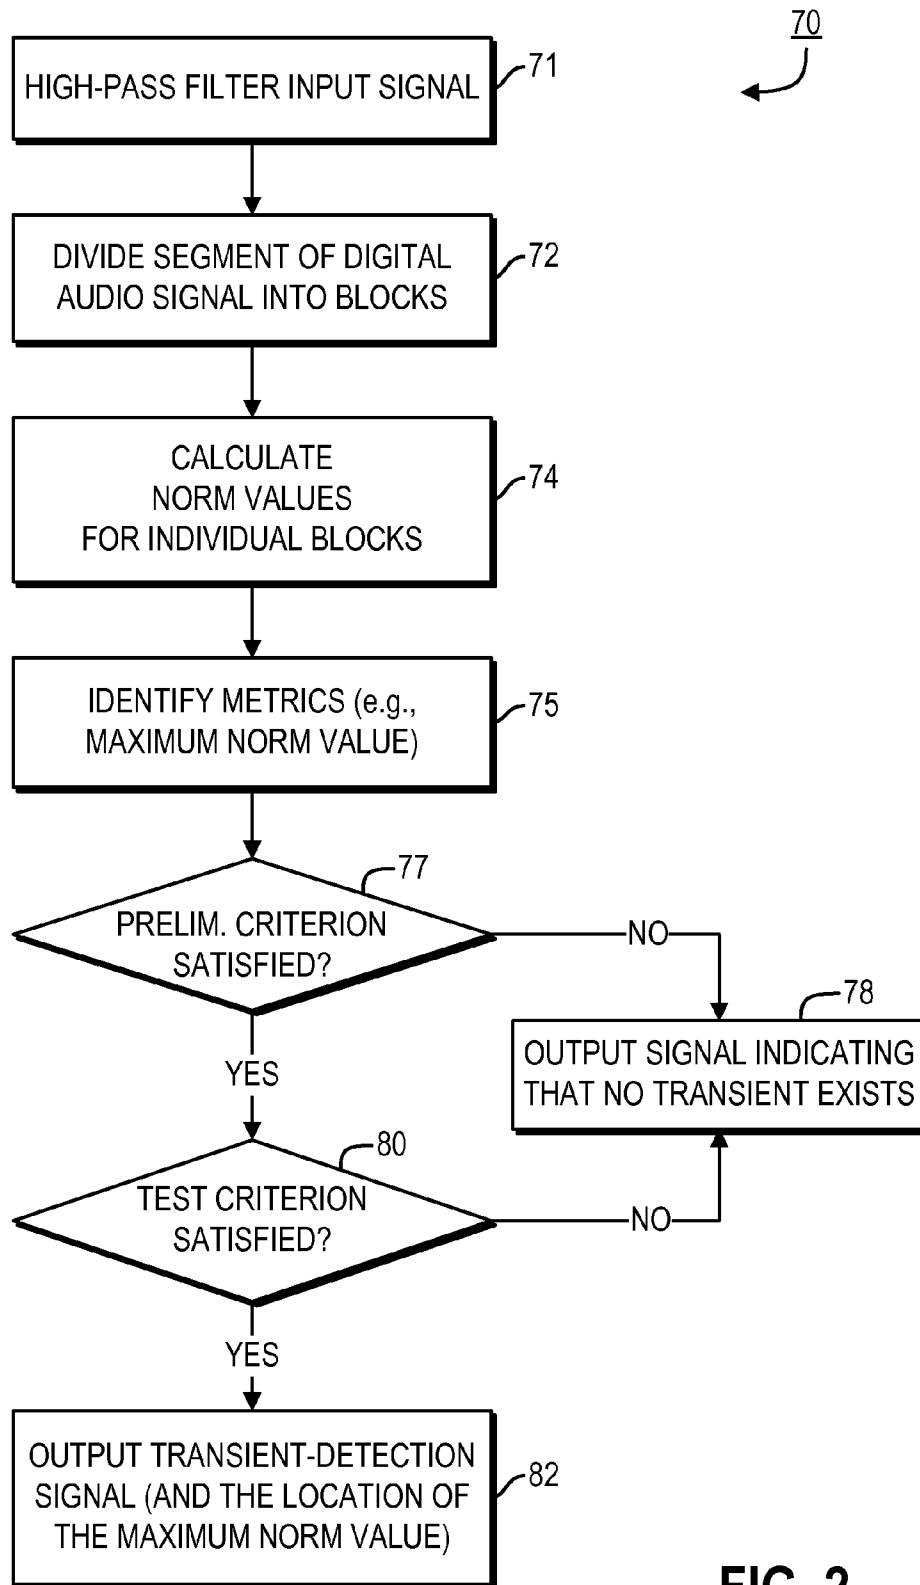 70
HIGH-PASS FILTER INPUT SIGNAL
71
DIVIDE SEGMENT OF DIGITAL
AUDIO SIGNAL INTO BLOCKS
72
CALCULATE
NORM VALUES
FOR INDIVIDUAL BLOCKS
74
IDENTIFY METRICS (e.g.,
MAXIMUM NORM VALUE)
75
PRELIM. CRITERION
SATISFIED?
77
NO
78
OUTPUT SIGNAL INDICATING
THAT NO TRANSIENT EXISTS
YES
80
TEST CRITERION
SATISFIED?
NO
YES
OUTPUT TRANSIENT-DETECTION
SIGNAL (AND THE LOCATION OF
THE MAXIMUM NORM VALUE)
82
FIG. 2